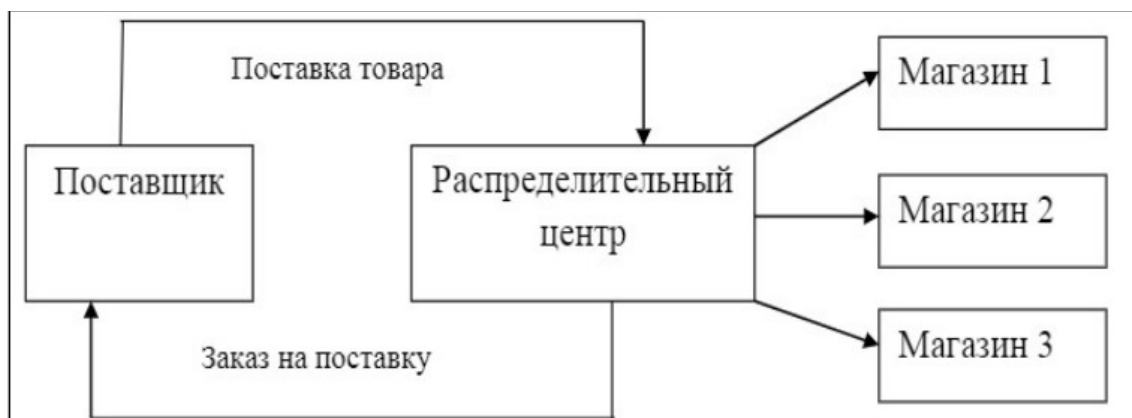 Поставка товара
Поставщик
Распределительный
центр
Заказ на поставку
Магазин 1
Магазин 2
Магазин 3